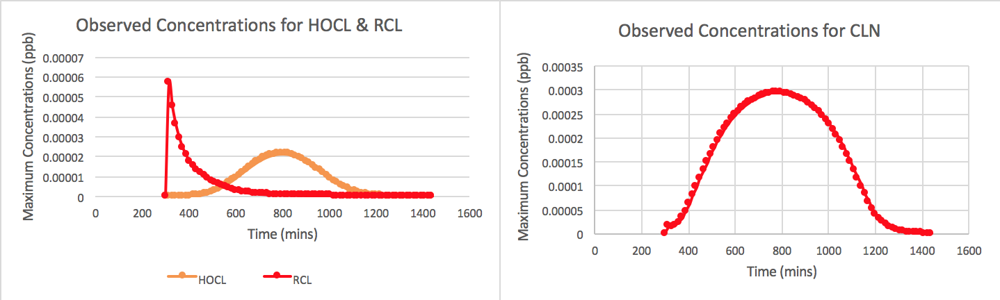 Observed Concentrations for HOCL & RCL
Maximum Concentrations (ppb)
0.00007
0.00006
0.00005
0.00004
0.00003
0.00002
0.00001
0
0 200 400 600 800 1000 1200 1400 1600
Time (mins)
HOCL RCL
Observed Concentrations for CLN
Maximum Concentrations (ppb)
0.00035
0.0003
0.00025
0.0002
0.00015
0.0001
0.00005
0
0 200 400 600 800 1000 1200 1400 1600
Time (mins)